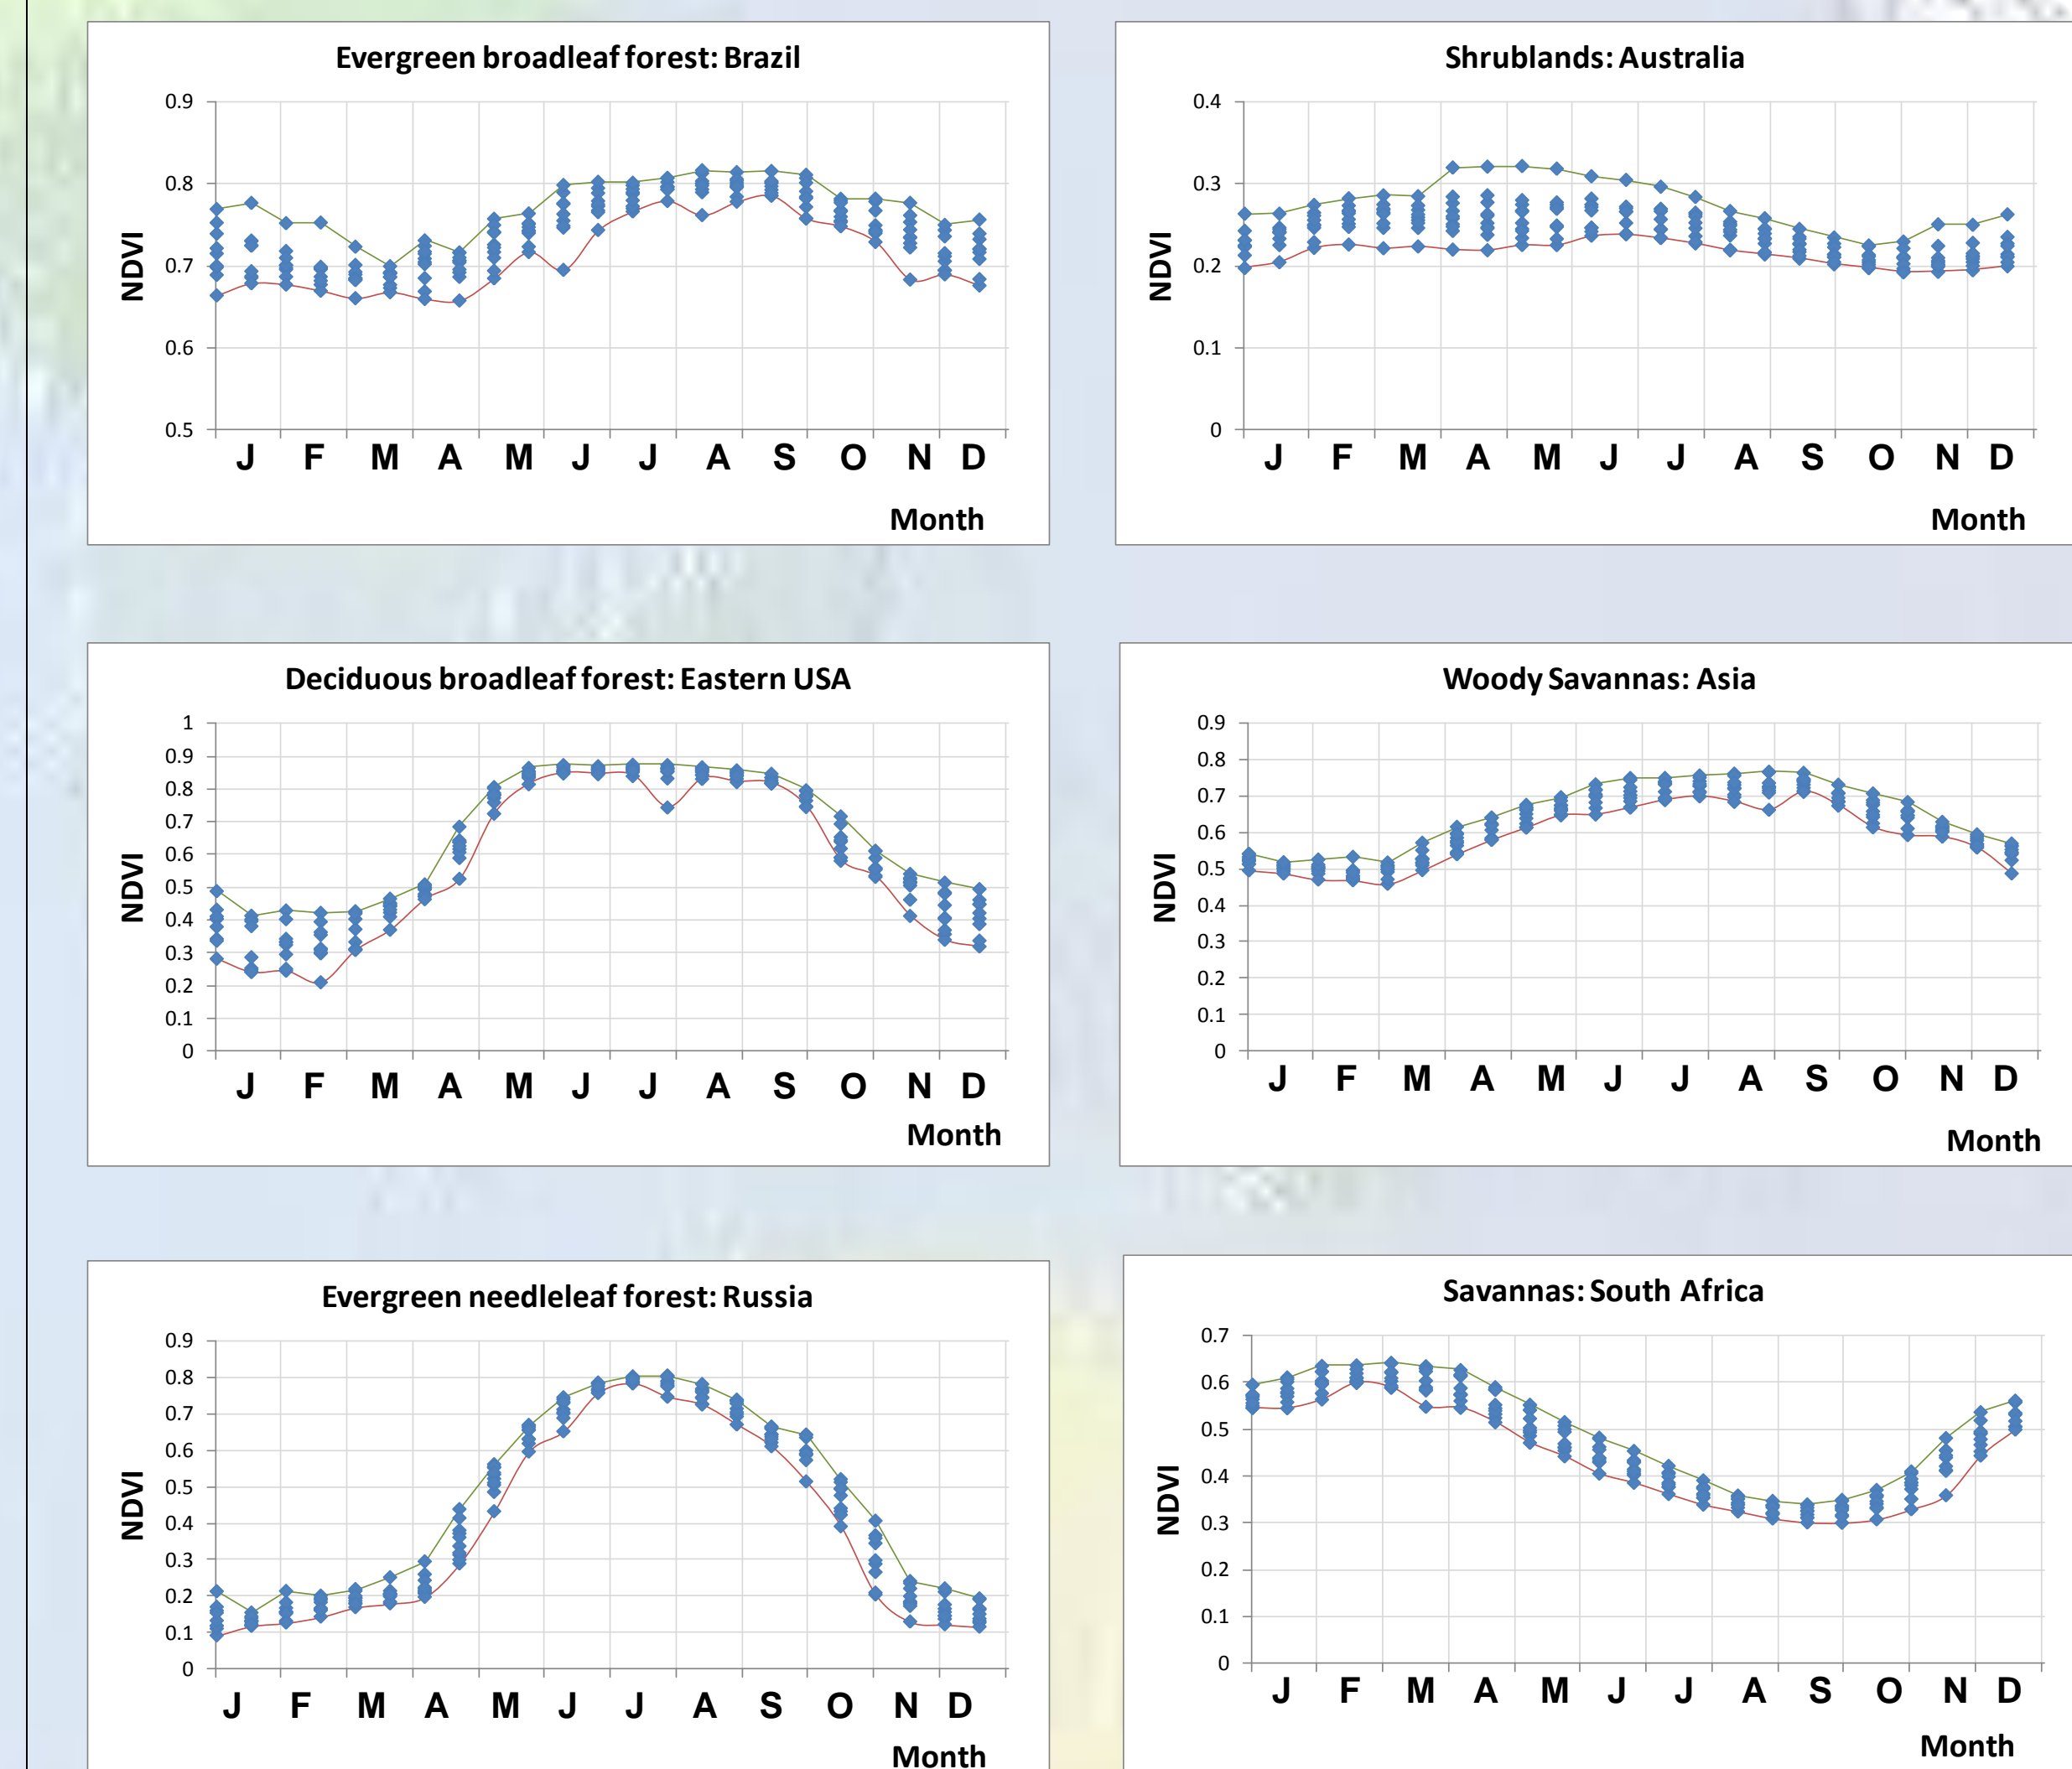 Evergreen broadleaf forest: Brazil
0.9
0.8
0.7
0.6
0.5
NDVI
J F M A M J J A S O N D
Month
Shrublands: Australia
0.4
0.3
0.2
0.1
0
NDVI
J F M A M J J A S O N D
Month
Deciduous broadleaf forest: Eastern USA
1
0.9
0.8
0.7
0.6
0.5
0.4
0.3
0.2
0.1
0
NDVI
J F M A M J J A S O N D
Month
Woody Savannas: Asia
0.9
0.8
0.7
0.6
0.5
0.4
0.3
0.2
0.1
0
NDVI
J F M A M J J A S O N D
Month
Evergreen needleleaf forest: Russia
0.9
0.8
0.7
0.6
0.5
0.4
0.3
0.2
0.1
0
NDVI
J F M A M J J A S O N D
Month
Savannas: South Africa
0.7
0.6
0.5
0.4
0.3
0.2
0.1
0
NDVI
J F M A M J J A S O N D
Month